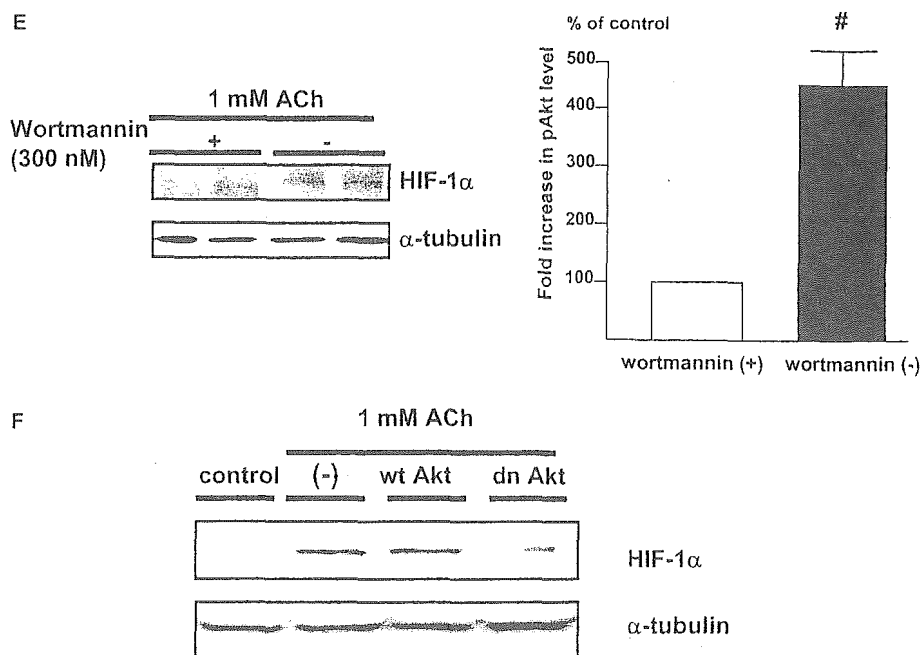 E
1 mM ACh
Wortmannin
(300 nM)
+ -
HIF-1α
α-tubulin
% of control
#
Fold increase in pAkt level
500
400
300
200
100
wortmannin (+) wortmannin (-)
F
1 mM ACh
control (-) wt Akt dn Akt
HIF-1α
α-tubulin